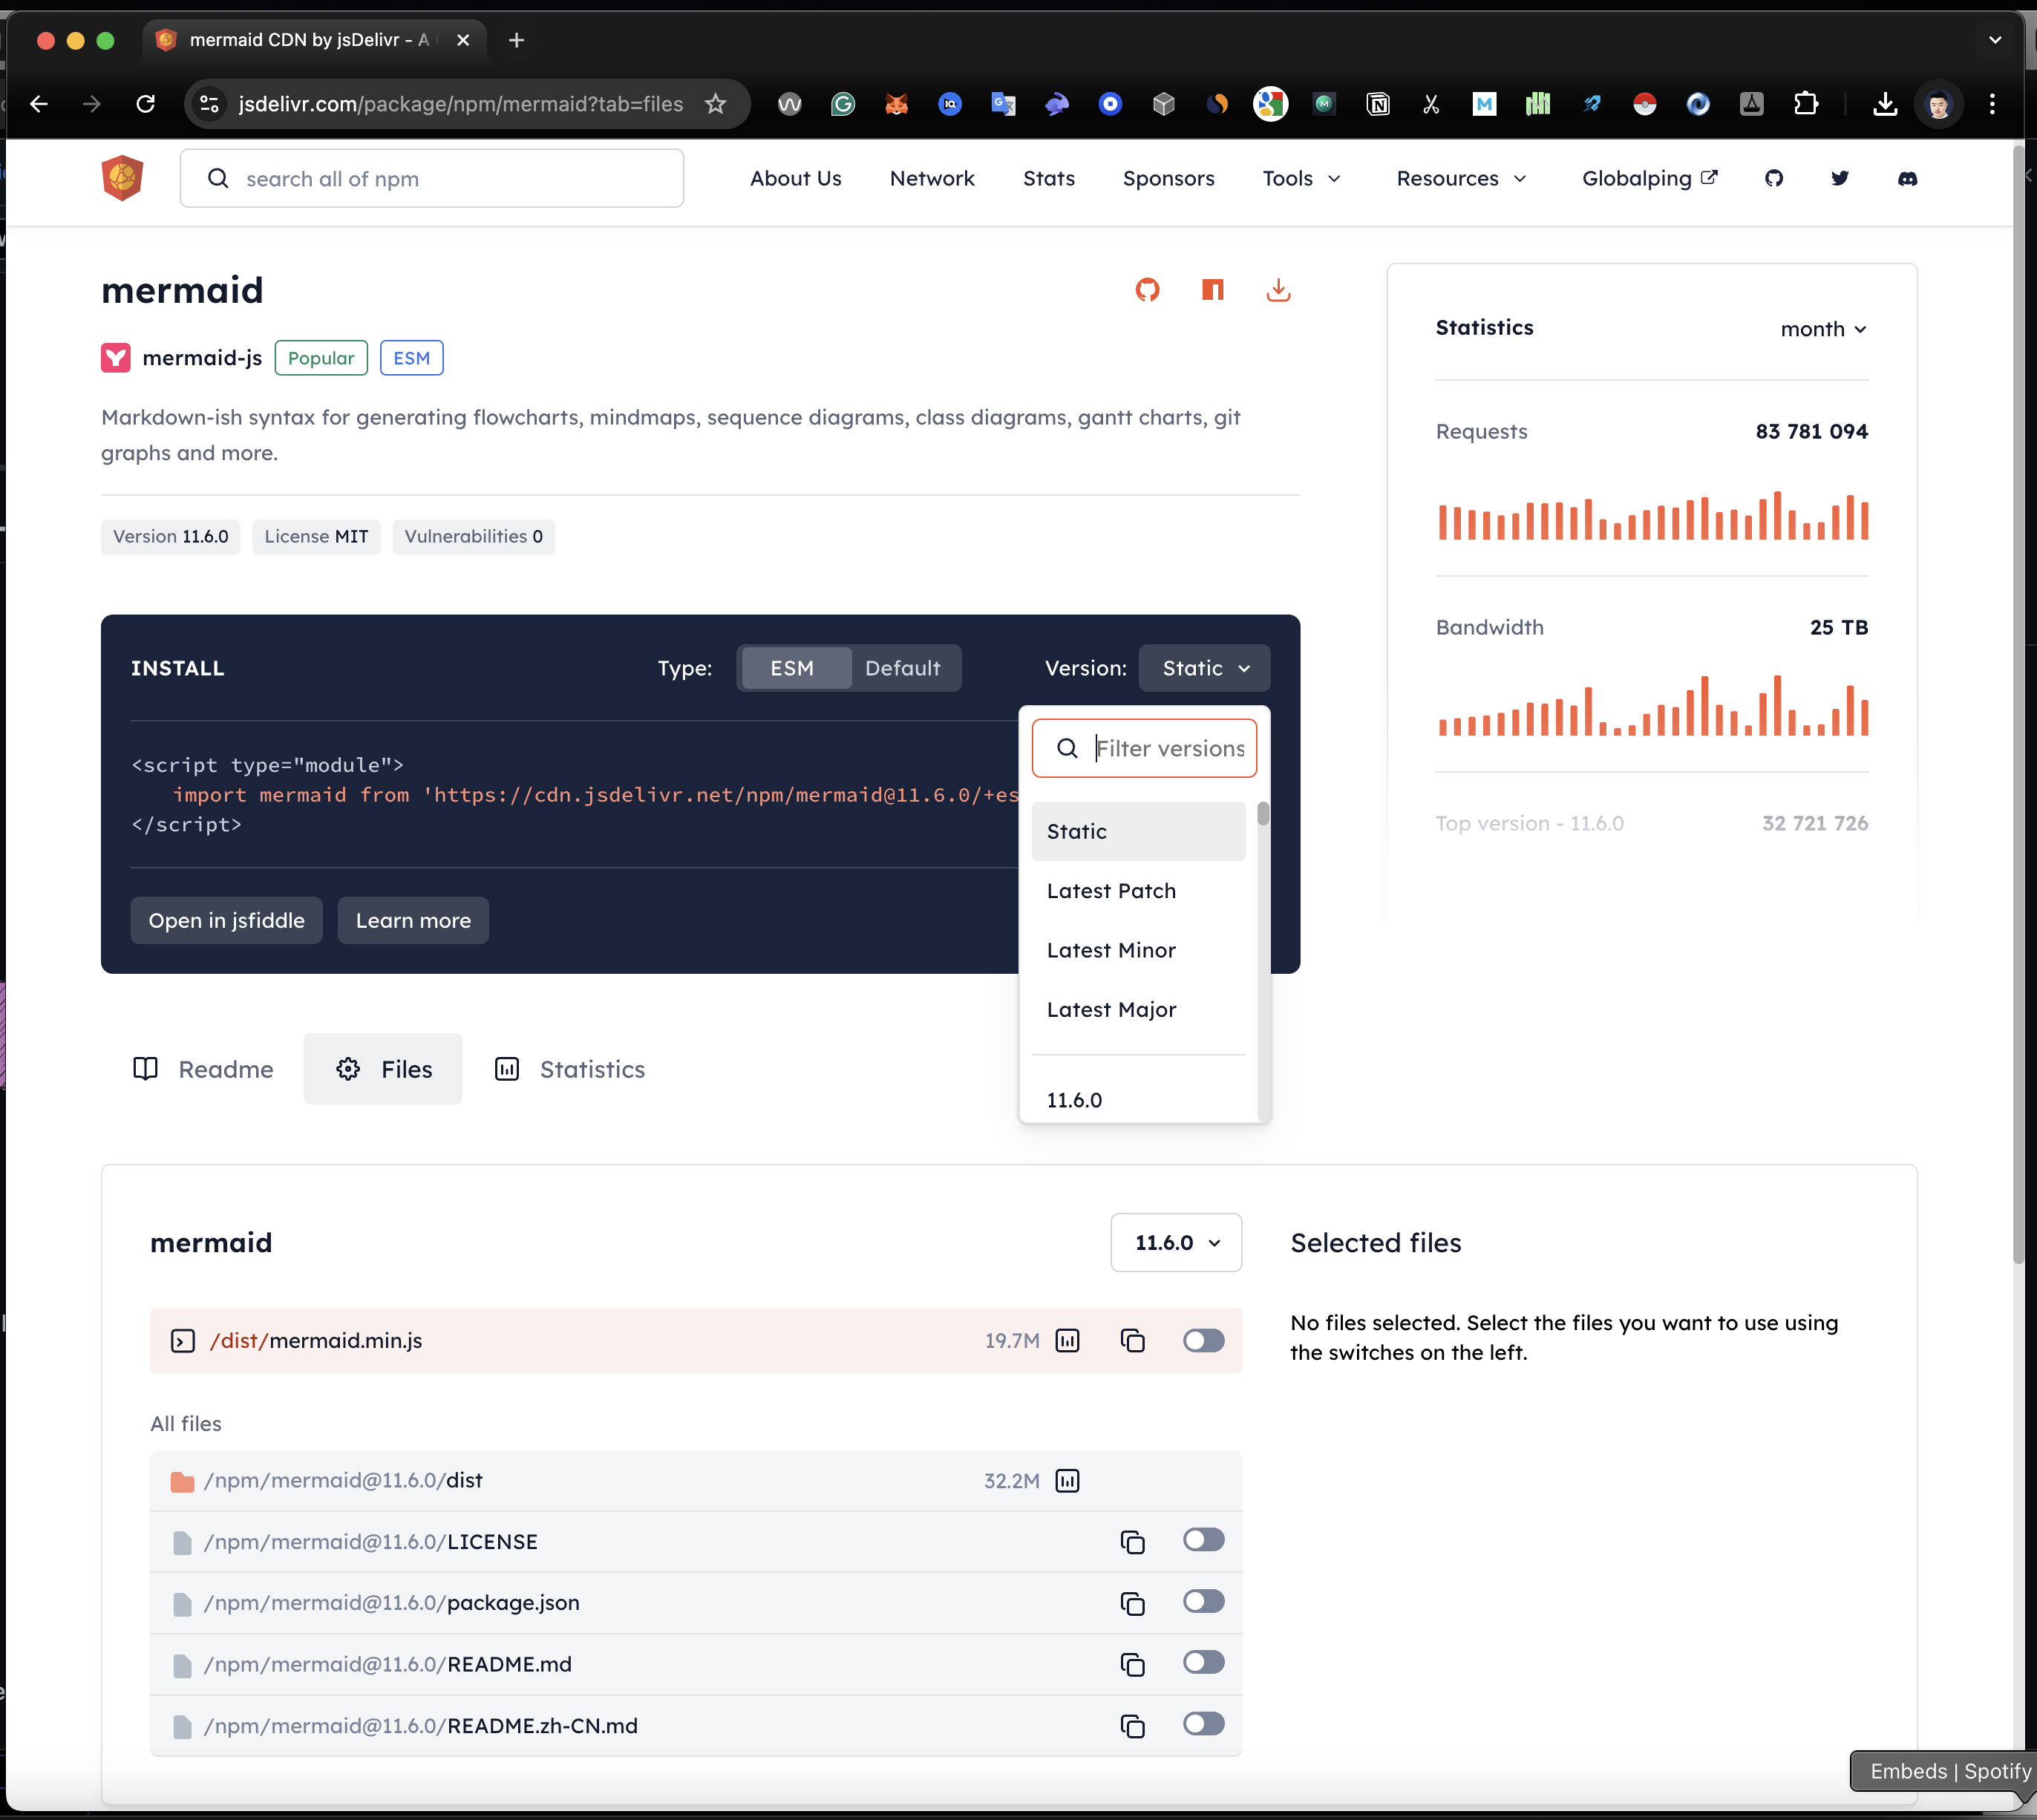 mermaid CDN by jsDelivr - A
jsdelivr.com/package/npm/mermaid?tab=files
search all of npm
About Us
Network
Stats
Sponsors
Tools
Resources
Globalping
mermaid
mermaid-js
Popular
ESM
Markdown-ish syntax for generating flowcharts, mindmaps, sequence diagrams, class diagrams, gantt charts, git
graphs and more.
Version 11.6.0
License MIT
Vulnerabilities 0
Statistics
month
Requests
83 781 094
Bandwidth
25 TB
Top version - 11.6.0
32 721 726
INSTALL
Type:
ESM
Default
Version:
Static
<script type="module">
import mermaid from 'https://cdn.jsdelivr.net/npm/mermaid@11.6.0/+es
</script>
Open in jsfiddle
Learn more
Filter versions
Static
Latest Patch
Latest Minor
Latest Major
11.6.0
Readme
Files
Statistics
mermaid
11.6.0
/dist/mermaid.min.js
19.7M
All files
/npm/mermaid@11.6.0/dist
32.2M
/npm/mermaid@11.6.0/LICENSE
/npm/mermaid@11.6.0/package.json
/npm/mermaid@11.6.0/README.md
/npm/mermaid@11.6.0/README.zh-CN.md
Selected files
No files selected. Select the files you want to use using
the switches on the left.
Embeds | Spotify